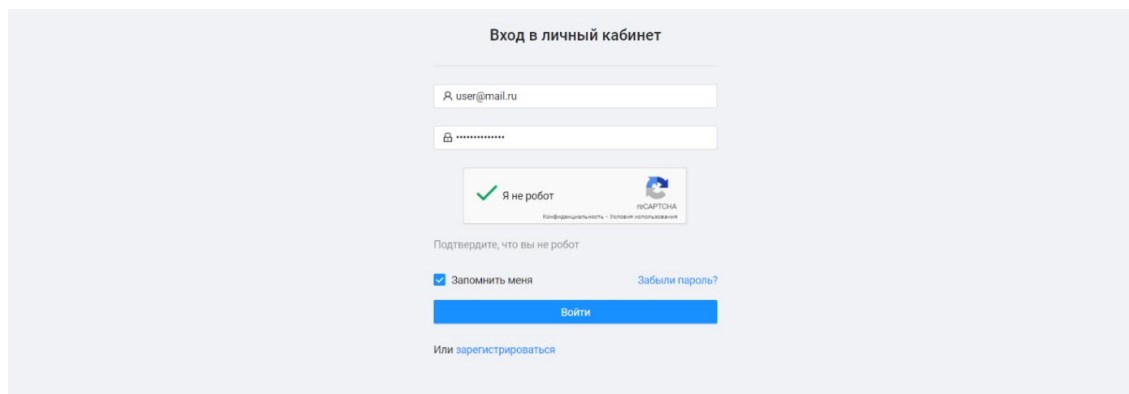 Вход в личный кабинет
user@mail.ru
••••••••••••••
Я не робот
reCAPTCHA
Конфиденциальность - Условия использования
Подтвердите, что вы не робот
Запомнить меня
Забыли пароль?
Войти
Или зарегистрироваться